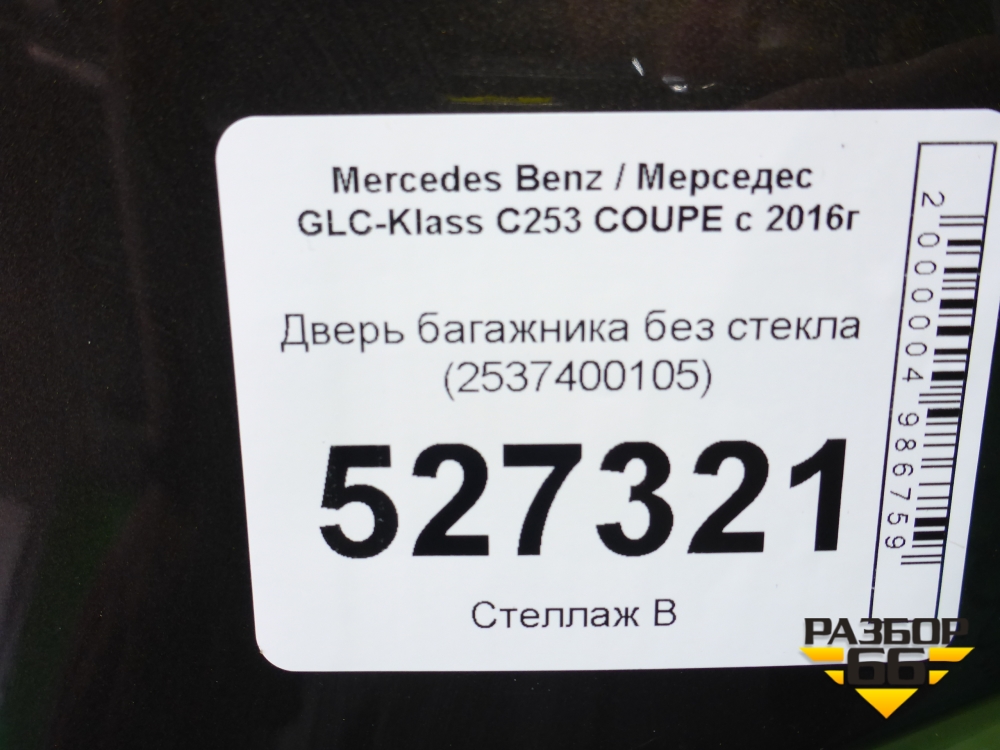 Mercedes Benz / Мерседес
GLC-Klass C253 COUPE с 2016г
Дверь багажника без стекла
(2537400105)
527321
Стеллаж В
2000004986759
РАЗБОР
66